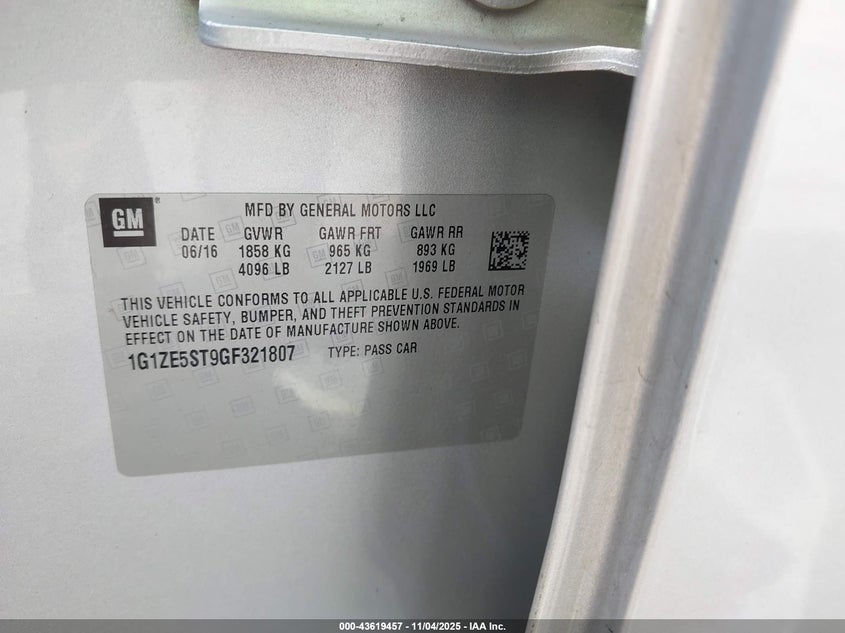 GM
MFD BY GENERAL MOTORS LLC
DATE GVWR GAWR FRT GAWR RR
06/16 1858 KG 965 KG 893 KG
4096 LB 2127 LB 1969 LB
THIS VEHICLE CONFORMS TO ALL APPLICABLE U.S. FEDERAL MOTOR
VEHICLE SAFETY, BUMPER, AND THEFT PREVENTION STANDARDS IN
EFFECT ON THE DATE OF MANUFACTURE SHOWN ABOVE.
1G1ZE5ST9GF321807 TYPE: PASS CAR
000-43619457 - 11/04/2025 - IAA Inc.